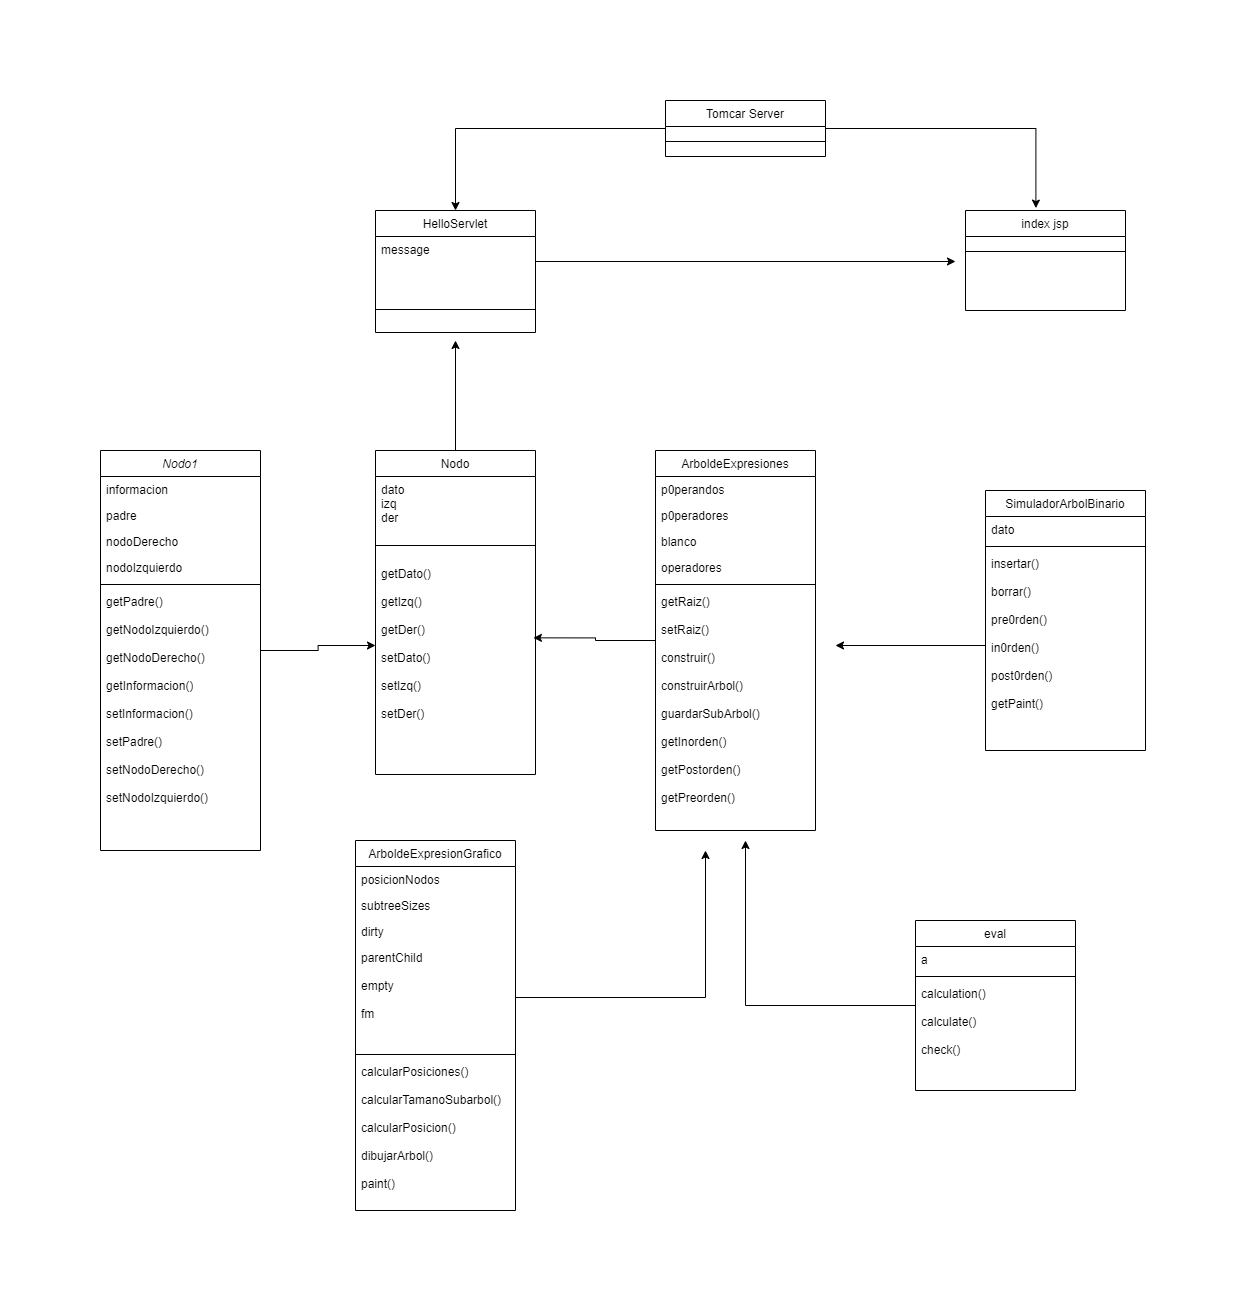 Tomcar Server
HelloServlet
message
index jsp
Nodo1
informacion
padre
nodoDerecho
nodoIzquierdo
getPadre()
getNodoIzquierdo()
getNodoDerecho()
getInformacion()
setInformacion()
setPadre()
setNodoDerecho()
setNodoIzquierdo()
Nodo
dato
izq
der
getDato()
getIzq()
getDer()
setDato()
setIzq()
setDer()
ArboldeExpresiones
p0perandos
p0peradores
blanco
operadores
getRaiz()
setRaiz()
construir()
construirArbol()
guardarSubArbol()
getInorden()
getPostorden()
getPreorden()
SimuladorArbolBinario
dato
insertar()
borrar()
pre0rden()
in0rden()
post0rden()
getPaint()
ArboldeExpresionGrafico
posicionNodos
subtreeSizes
dirty
parentChild
empty
fm
calcularPosiciones()
calcularTamanoSubarbol()
calcularPosicion()
dibujarArbol()
paint()
eval
a
calculation()
calculate()
check()